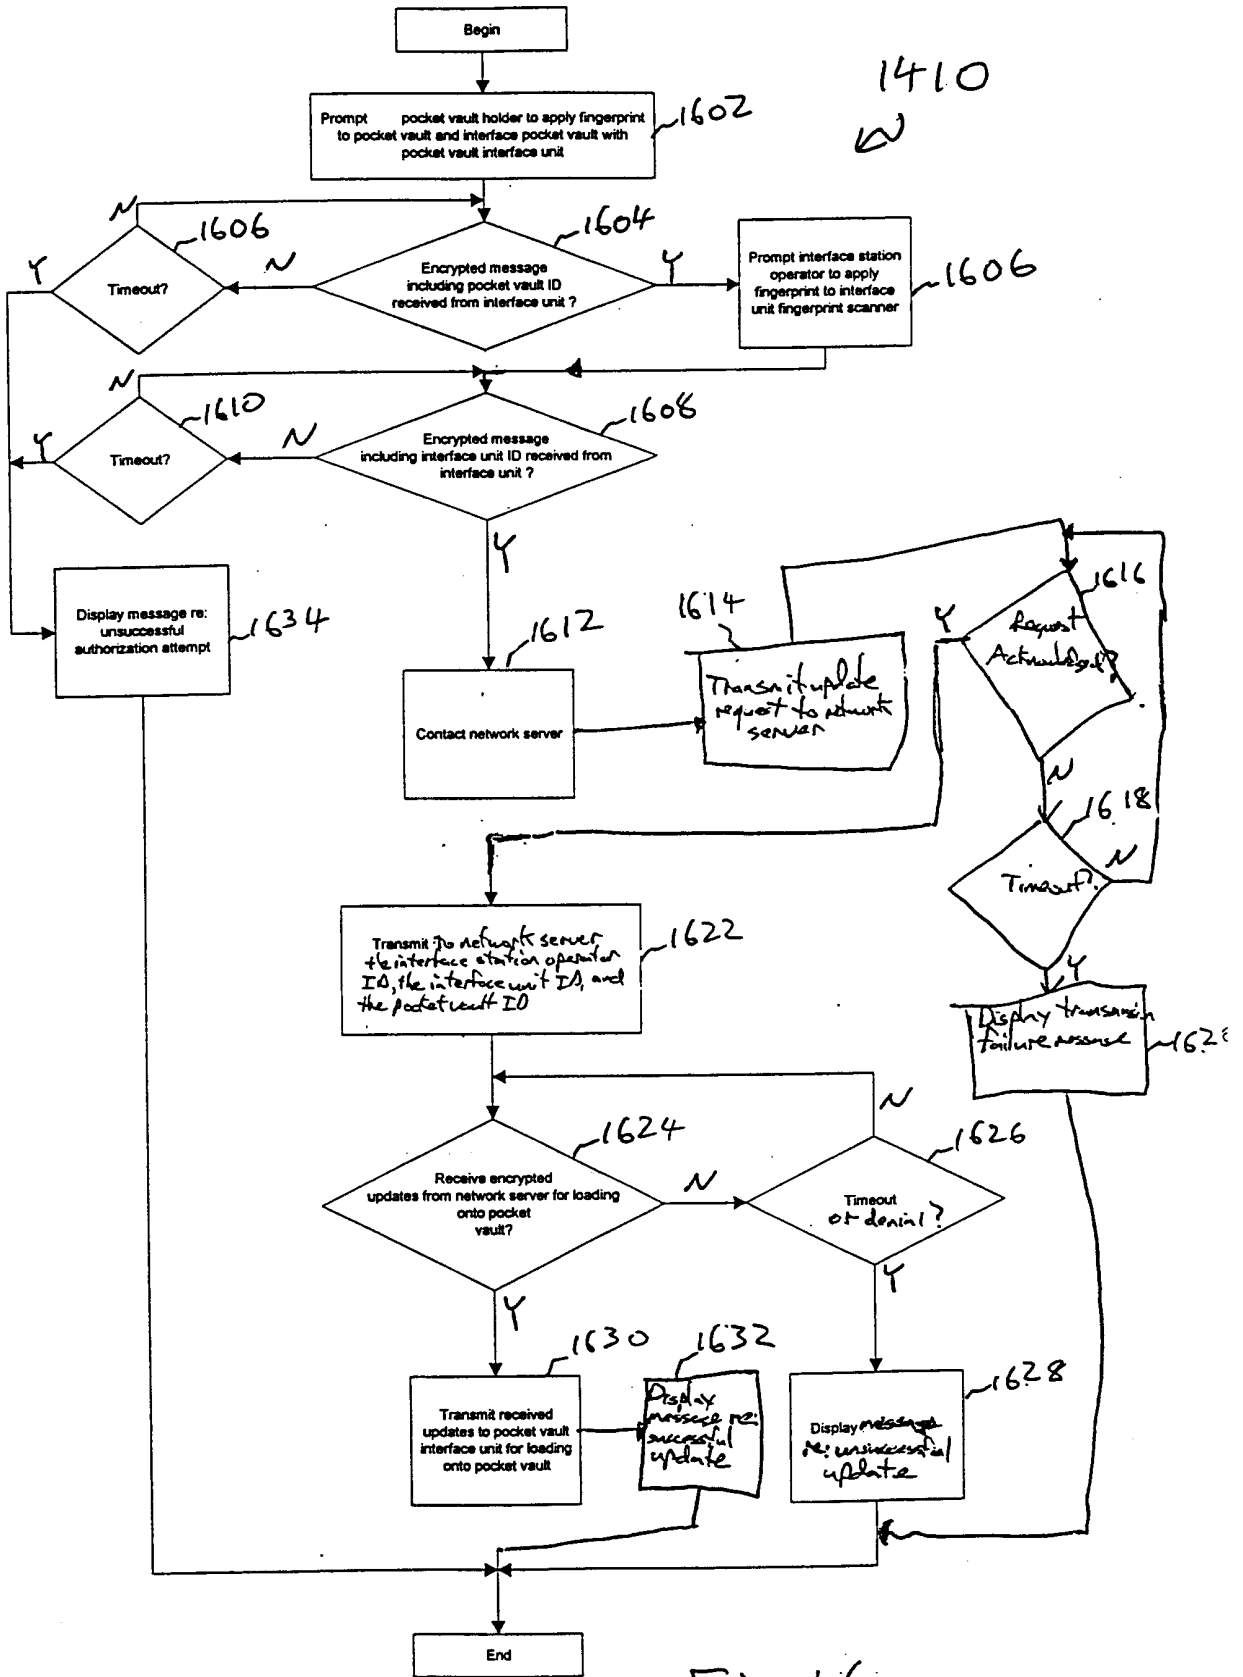 Begin
1410
Prompt pocket vault holder to apply fingerprint
to pocket vault and interface pocket vault with
pocket vault interface unit
1602
N
1606
Y
Timeout?
N
1604
Encrypted message
including pocket vault ID
received from interface unit ?
Y
Prompt interface station
operator to apply
fingerprint to interface
unit fingerprint scanner
1606
N
1610
Y
Timeout?
N
1608
Encrypted message
including interface unit ID received from
interface unit ?
Y
Display message re:
unsuccessful
authorization attempt
1634
1612
Contact network server
1614
Transmit update
request to network
server
1616
Y
Request
Acknowledged?
N
1618
Timeout?
N
Y
Display
failure message
Transmit to network server
the interface station operator
ID, the interface unit ID, and
the pocket vault ID
1622
1624
Receive encrypted
updates from network server for loading
onto pocket
vault?
N
N
1626
Timeout
or denial?
Y
Y
1630
Transmit received
updates to pocket vault
interface unit for loading
onto pocket vault
1632
Display
message re:
successful
update
1628
Display message
re: unsuccessful
update
End